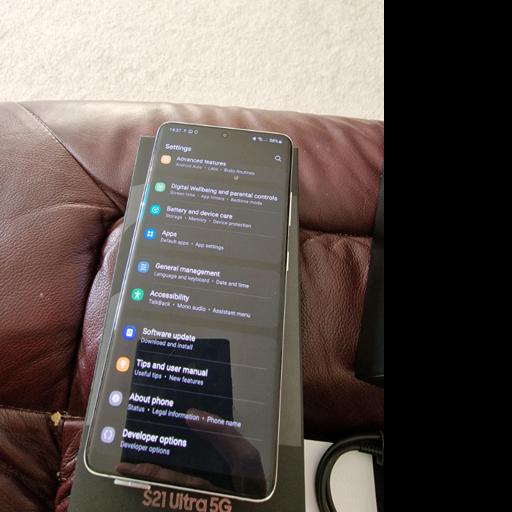 14:37
98%
Settings
Advanced features
Android Auto • Labs • Bixby Routines
Digital Wellbeing and parental controls
Screen time • App timers • Bedtime mode
Battery and device care
Storage • Memory • Device protection
Apps
Default apps • App settings
General management
Language and keyboard • Date and time
Accessibility
TalkBack • Mono audio • Assistant menu
Software update
Download and install
Tips and user manual
Useful tips • New features
About phone
Status • Legal information • Phone name
Developer options
Developer options
S21 Ultra 5G